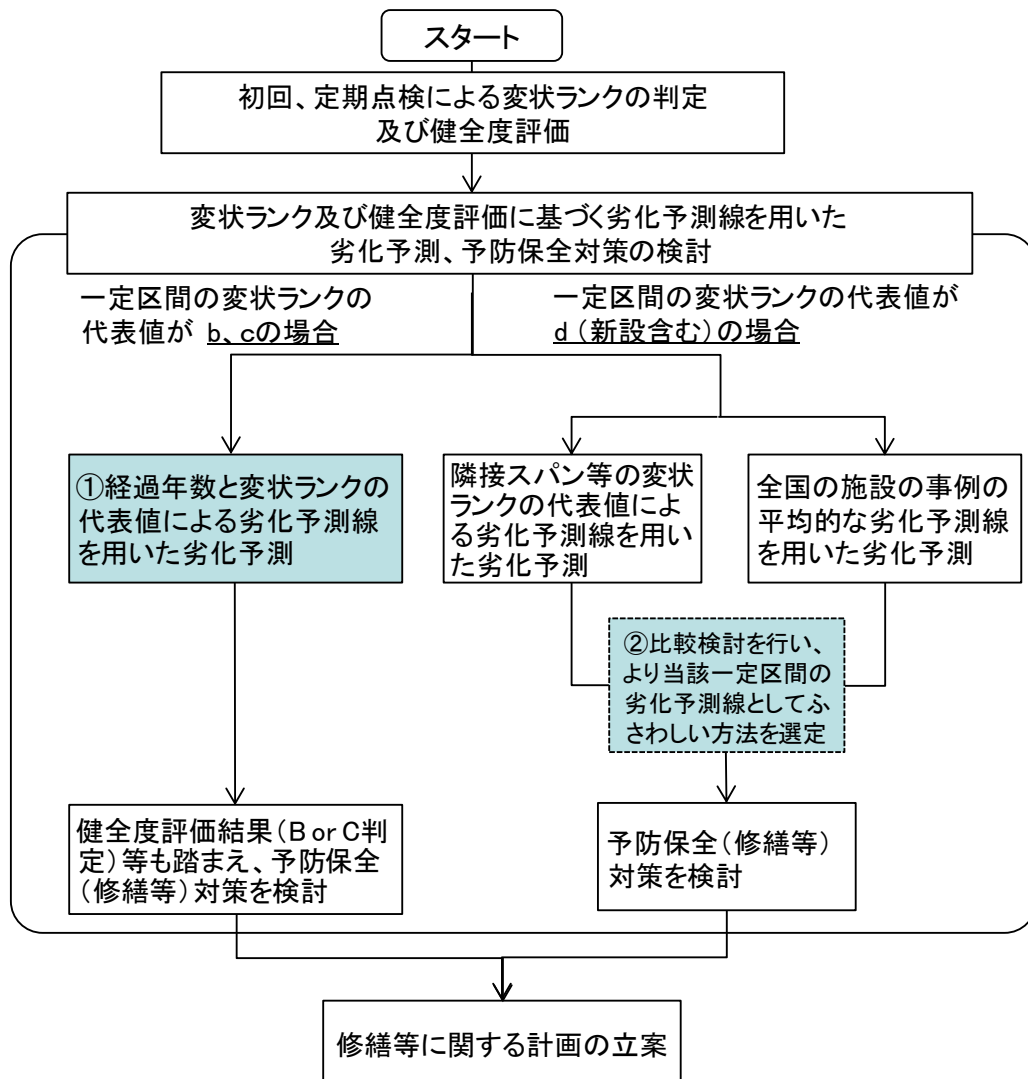 スタート
初回、定期点検による変状ランクの判定
及び健全度評価
変状ランク及び健全度評価に基づく劣化予測線を用いた
劣化予測、予防保全対策の検討
一定区間の変状ランクの
代表値が b、cの場合
一定区間の変状ランクの代表値が
d（新設含む）の場合
①経過年数と変状ランクの
代表値による劣化予測線
を用いた劣化予測
隣接スパン等の変状
ランクの代表値によ
る劣化予測線を用い
た劣化予測
全国の施設の事例の
平均的な劣化予測線
を用いた劣化予測
②比較検討を行い、
より当該一定区間の
劣化予測線としてふ
さわしい方法を選定
健全度評価結果（B or C判
定）等も踏まえ、予防保全
（修繕等）対策を検討
予防保全（修繕等）
対策を検討
修繕等に関する計画の立案